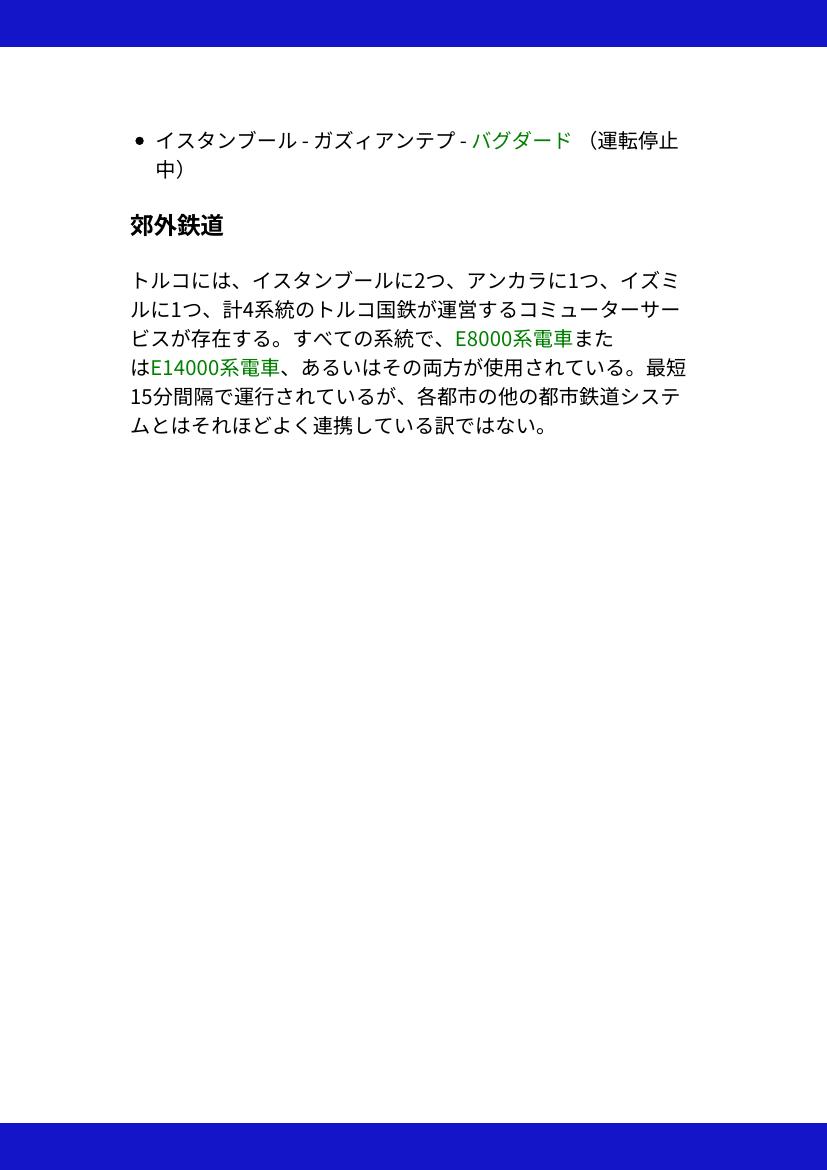 • イスタンブール - ガズィアンテプ - バグダード （運転停止
中）
郊外鉄道
トルコには、イスタンブールに2つ、アンカラに1つ、イズミ
ルに1つ、計4系統のトルコ国鉄が運営するコミューターサー
ビスが存在する。すべての系統で、E8000系電車また
はE14000系電車、あるいはその両方が使用されている。最短
15分間隔で運行されているが、各都市の他の都市鉄道システ
ムとはそれほどよく連携している訳ではない。